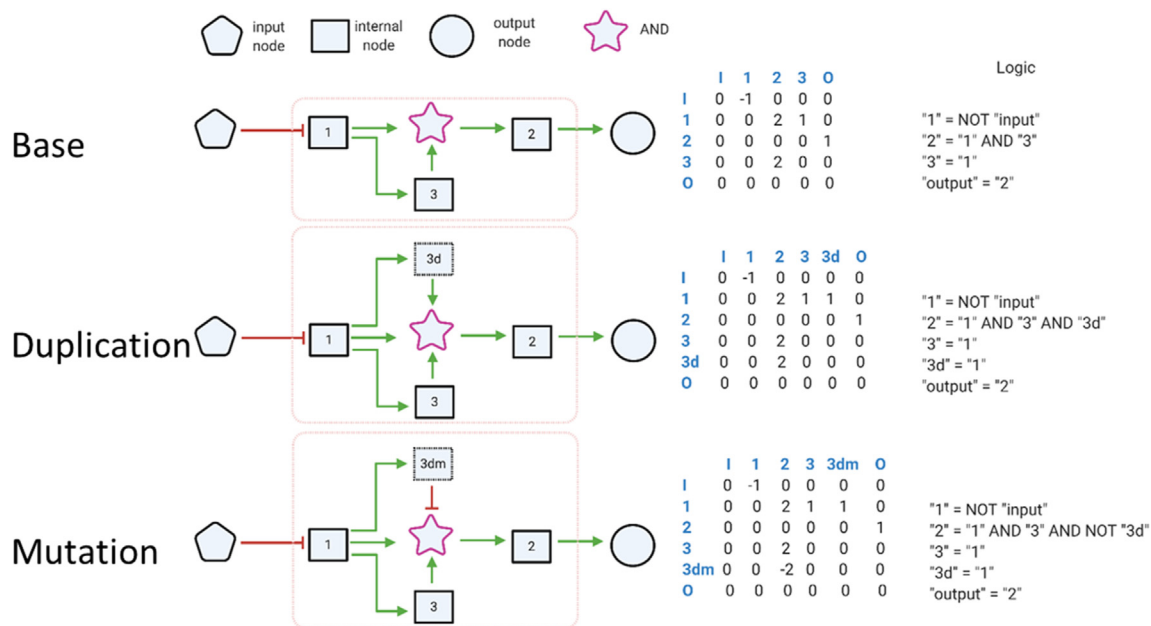 input node
internal node
output node
AND
Base
1
2
3
I 1 2 3 O
I 0 -1 0 0 0
1 0 0 2 1 0
2 0 0 0 0 1
3 0 0 2 0 0
O 0 0 0 0 0
Logic
"1" = NOT "input"
"2" = "1" AND "3"
"3" = "1"
"output" = "2"
Duplication
3d
1
2
3
I 1 2 3 3d O
I 0 -1 0 0 0 0
1 0 0 2 1 1 0
2 0 0 0 0 0 1
3 0 0 2 0 0 0
3d 0 0 2 0 0 0
O 0 0 0 0 0 0
"1" = NOT "input"
"2" = "1" AND "3" AND "3d"
"3" = "1"
"3d" = "1"
"output" = "2"
Mutation
3dm
1
2
3
I 1 2 3 3dm O
I 0 -1 0 0 0 0
1 0 0 2 1 1 0
2 0 0 0 0 0 1
3 0 0 2 0 0 0
3dm 0 0 -2 0 0 0
O 0 0 0 0 0 0
"1" = NOT "input"
"2" = "1" AND "3" AND NOT "3d"
"3" = "1"
"3d" = "1"
"output" = "2"